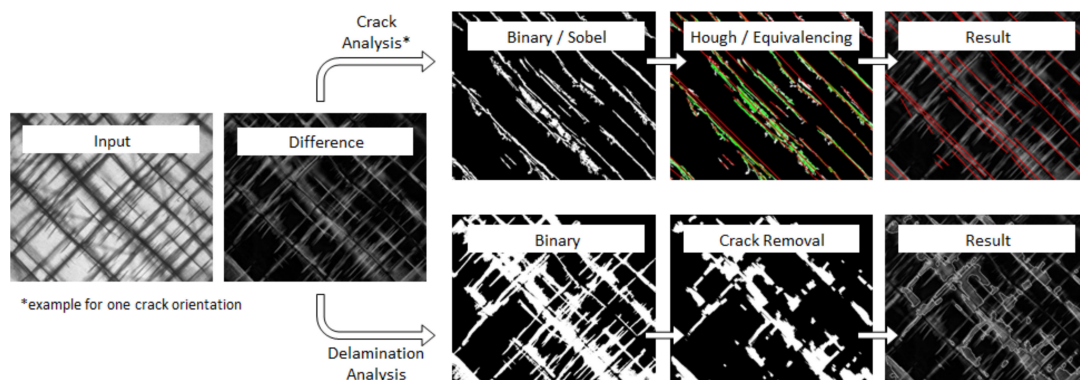 Crack
Analysis*
Binary / Sobel
Hough / Equivalencing
Result
Input
Difference
*example for one crack orientation
Binary
Crack Removal
Result
Delamination
Analysis